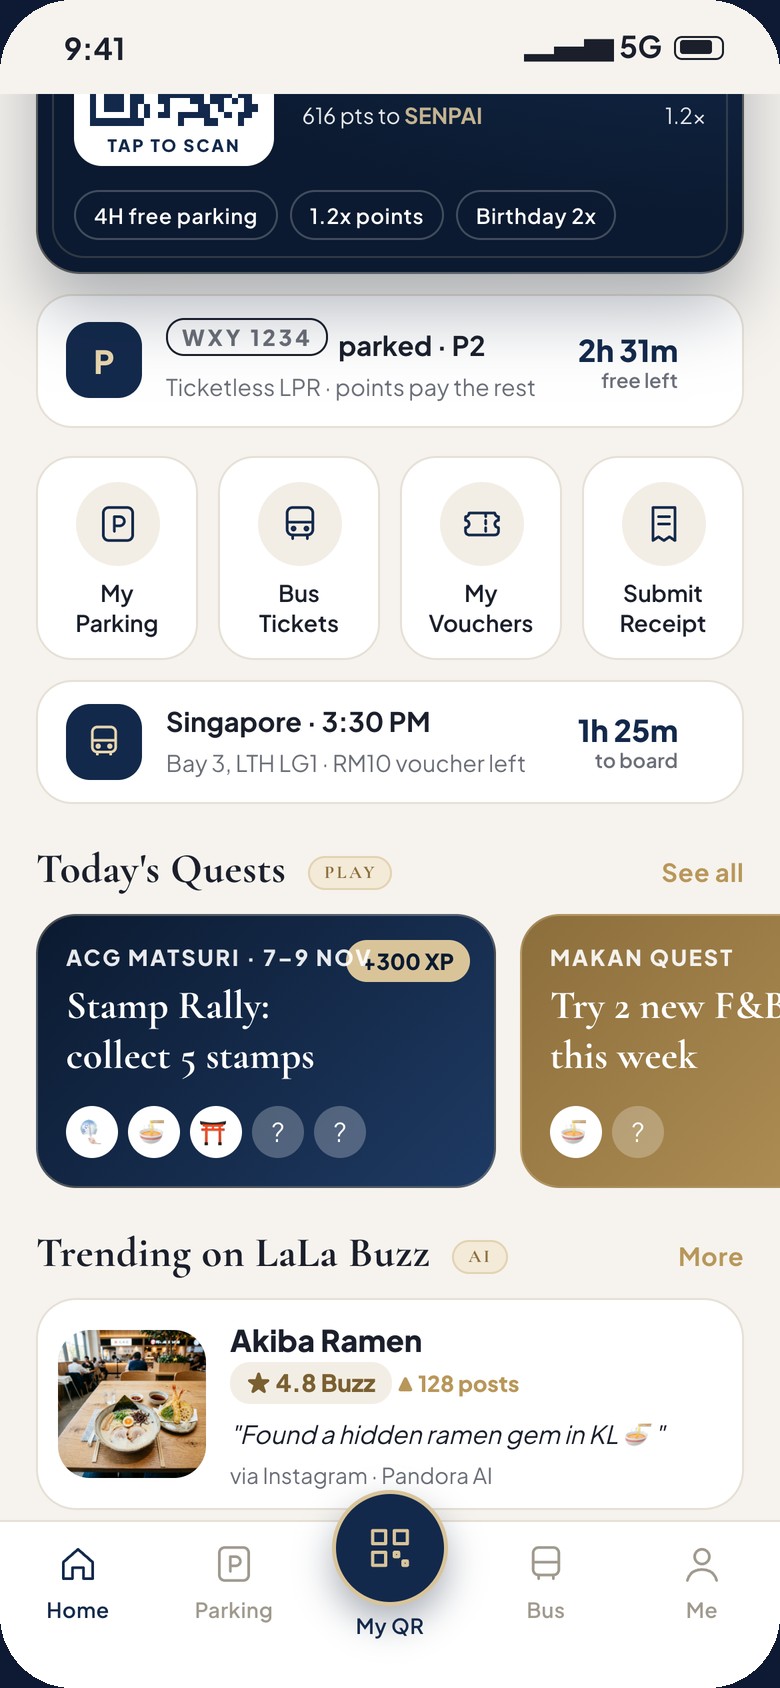 9:41
5G
616 pts to SENPAI
1.2×
TAP TO SCAN
4H free parking
1.2x points
Birthday 2x
P
WXY 1234 parked · P2
2h 31m
Ticketless LPR · points pay the rest
free left
My Parking
Bus Tickets
My Vouchers
Submit Receipt
Singapore · 3:30 PM
1h 25m
Bay 3, LTH LG1 · RM10 voucher left
to board
Today's Quests
PLAY
See all
ACG MATSURI · 7–9 NOV
+300 XP
Stamp Rally:
collect 5 stamps
? ?
MAKAN QUEST
Try 2 new F&B
this week
?
Trending on LaLa Buzz
AI
More
Akiba Ramen
★ 4.8 Buzz ▲ 128 posts
"Found a hidden ramen gem in KL 🍜 "
via Instagram · Pandora AI
Home
Parking
My QR
Bus
Me